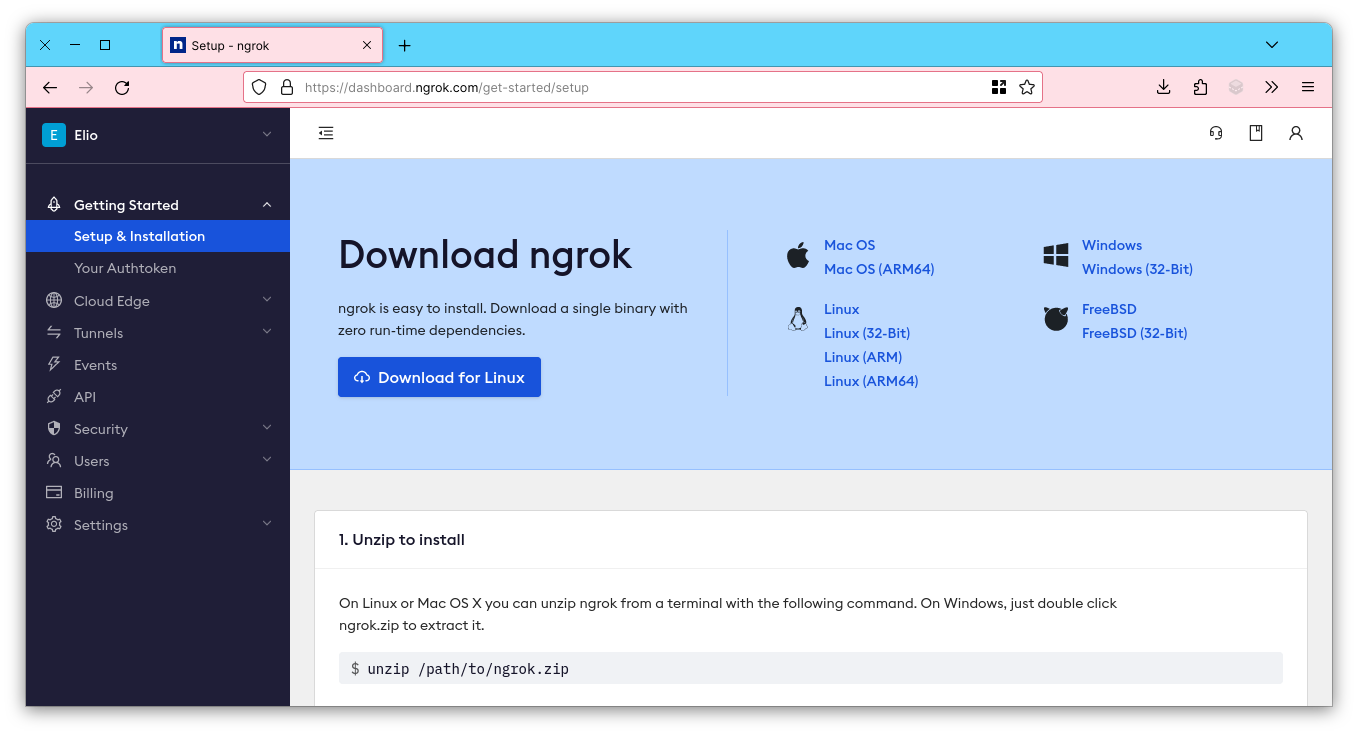 n Setup - ngrok
https://dashboard.ngrok.com/get-started/setup
E Elio
Getting Started
Setup & Installation
Your Authtoken
Cloud Edge
Tunnels
Events
API
Security
Users
Billing
Settings
Download ngrok
ngrok is easy to install. Download a single binary with
zero run-time dependencies.
Download for Linux
Mac OS
Mac OS (ARM64)
Linux
Linux (32-Bit)
Linux (ARM)
Linux (ARM64)
Windows
Windows (32-Bit)
FreeBSD
FreeBSD (32-Bit)
1. Unzip to install
On Linux or Mac OS X you can unzip ngrok from a terminal with the following command. On Windows, just double click
ngrok.zip to extract it.
$ unzip /path/to/ngrok.zip